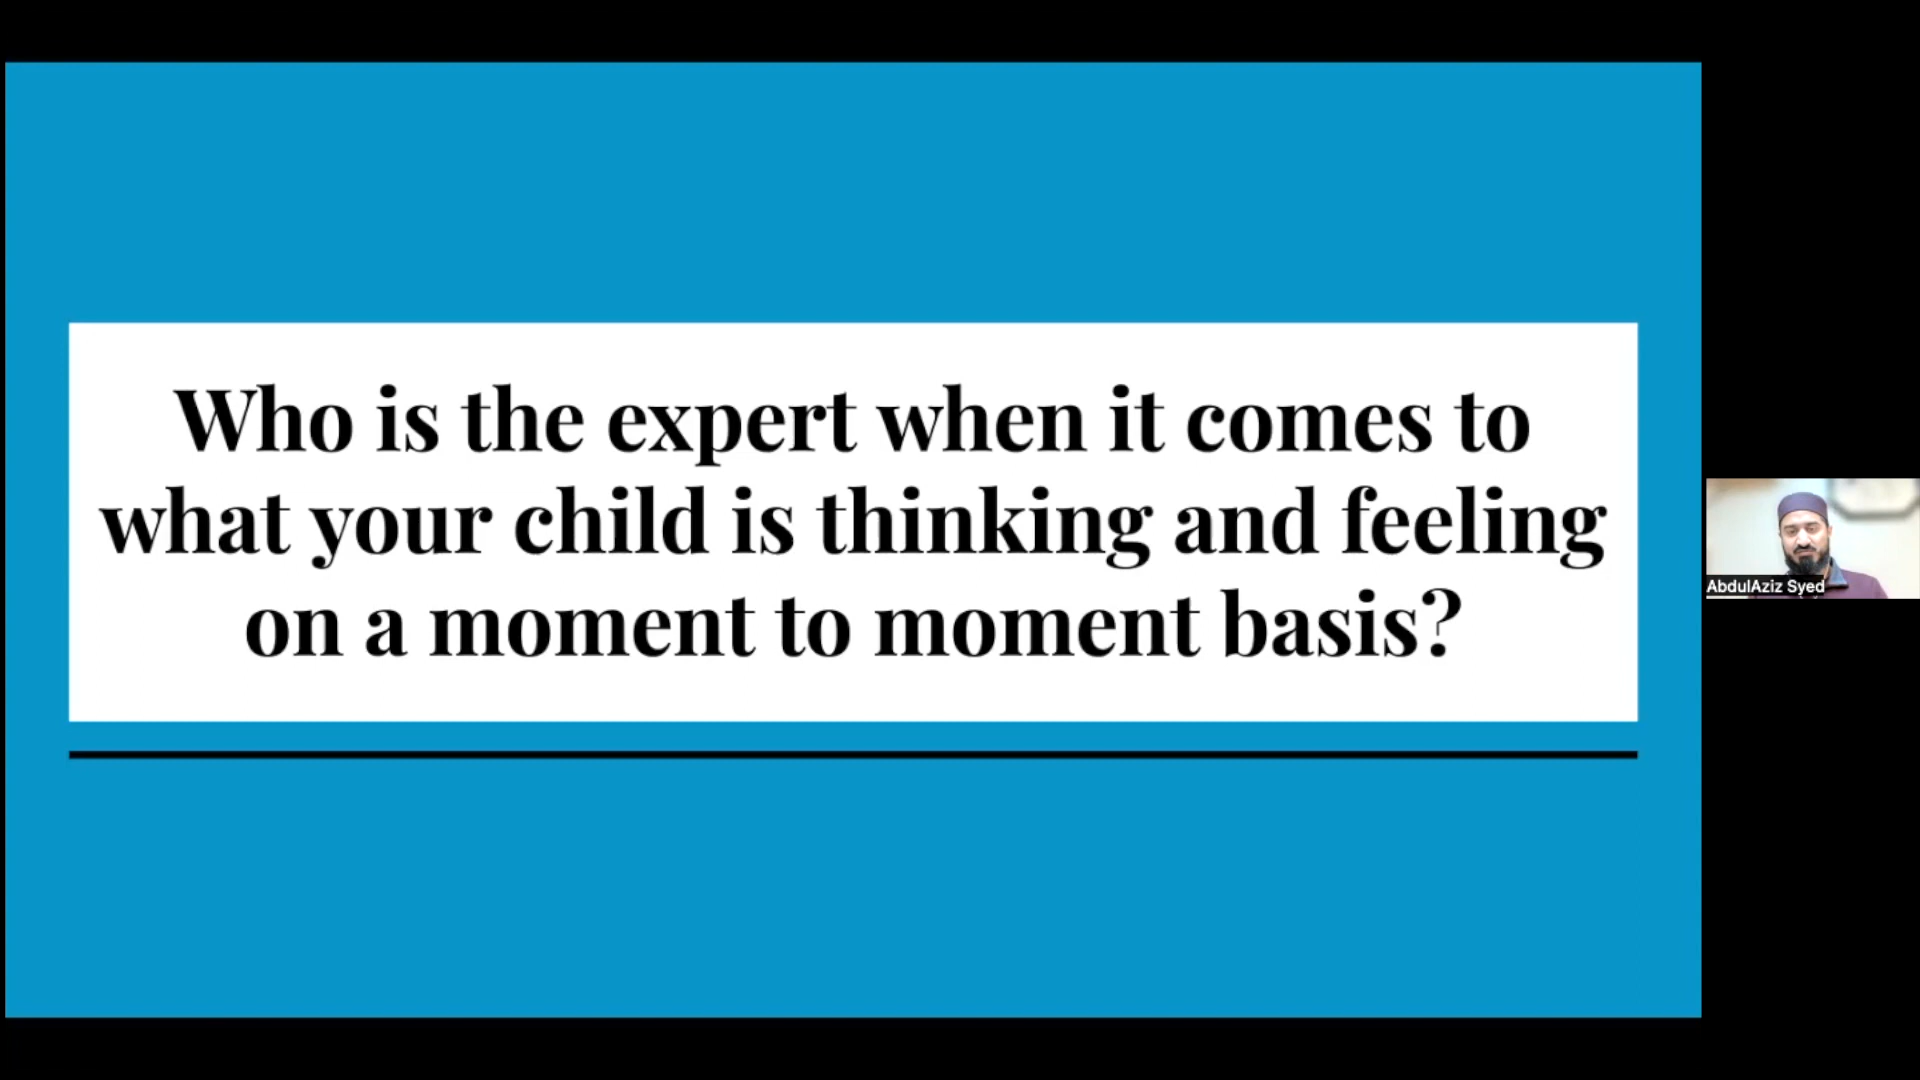 Who is the expert when it comes to
what your child is thinking and feeling
on a moment to moment basis?
AbdulAziz Syed